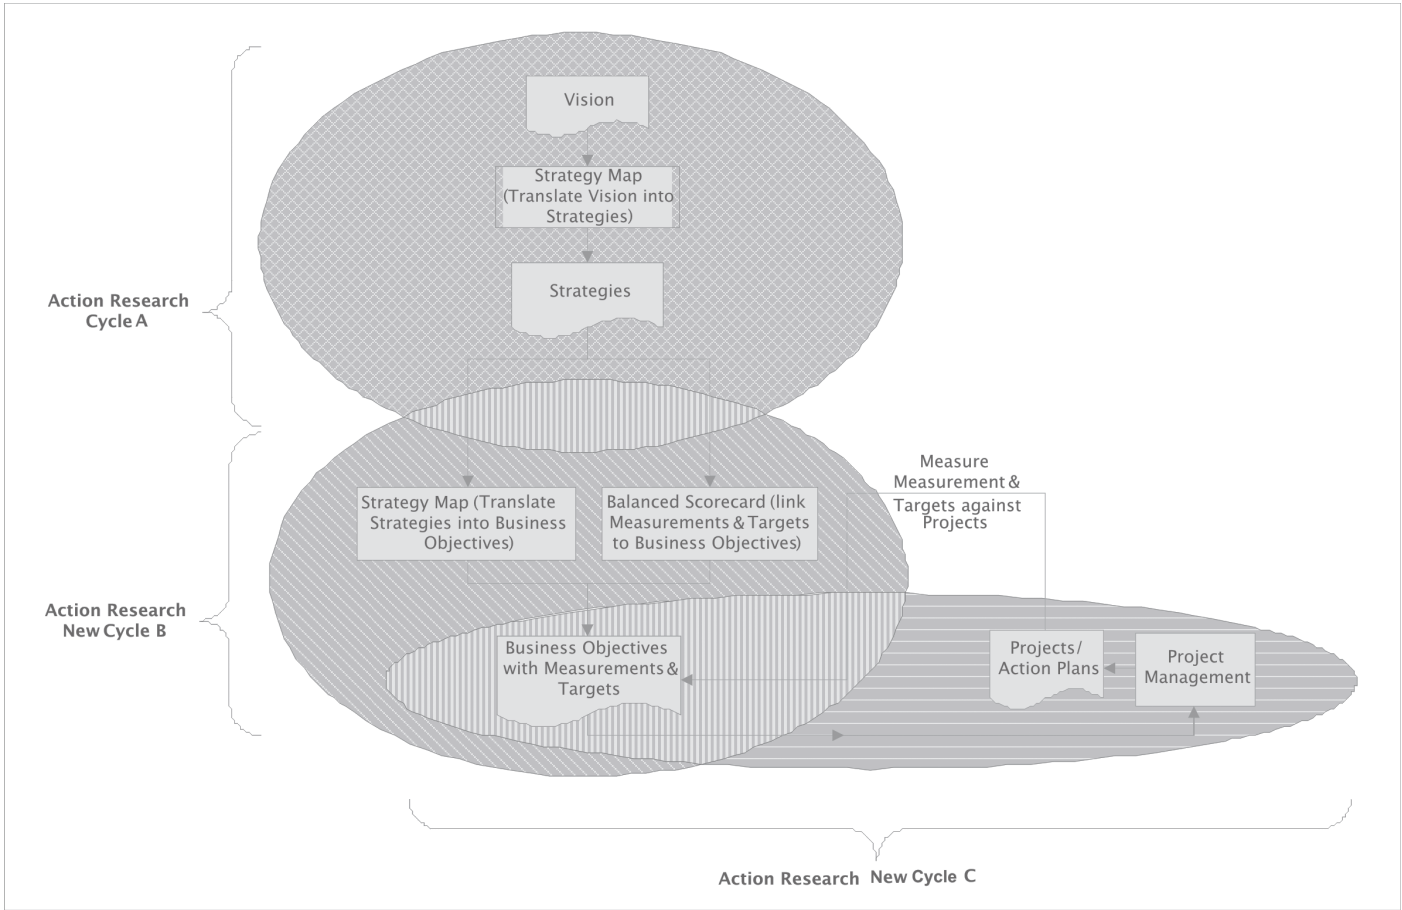 Vision
Strategy Map
(Translate Vision into
Strategies)
Strategies
Action Research
Cycle A
Measure
Measurement &
Targets against
Projects
Strategy Map (Translate
Strategies into Business
Objectives)
Balanced Scorecard (link
Measurements & Targets
to Business Objectives)
Action Research
New Cycle B
Business Objectives
with Measurements &
Targets
Projects/
Action Plans
Project
Management
Action Research New Cycle C